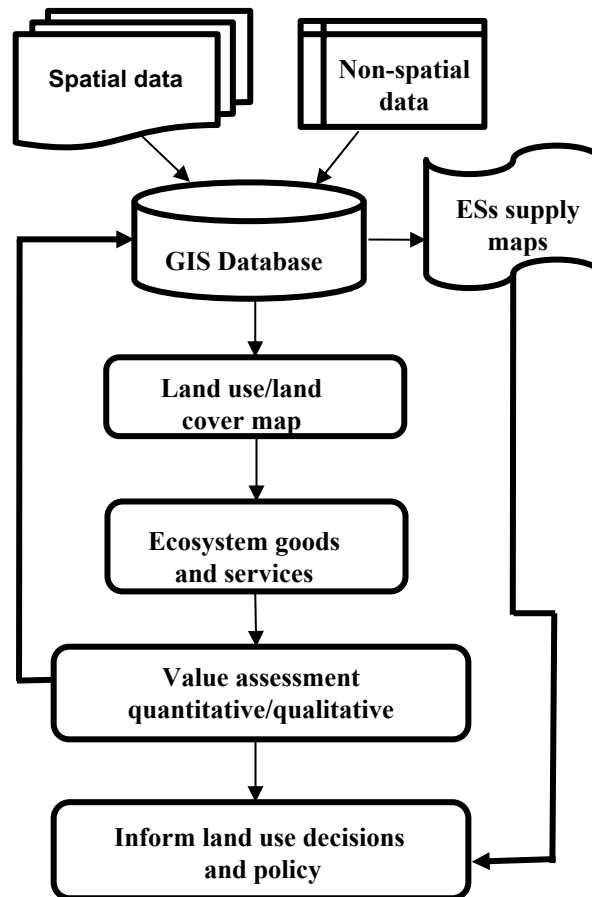 Spatial data
Non-spatial
data
ESs supply
maps
GIS Database
Land use/land
cover map
Ecosystem goods
and services
Value assessment
quantitative/qualitative
Inform land use decisions
and policy